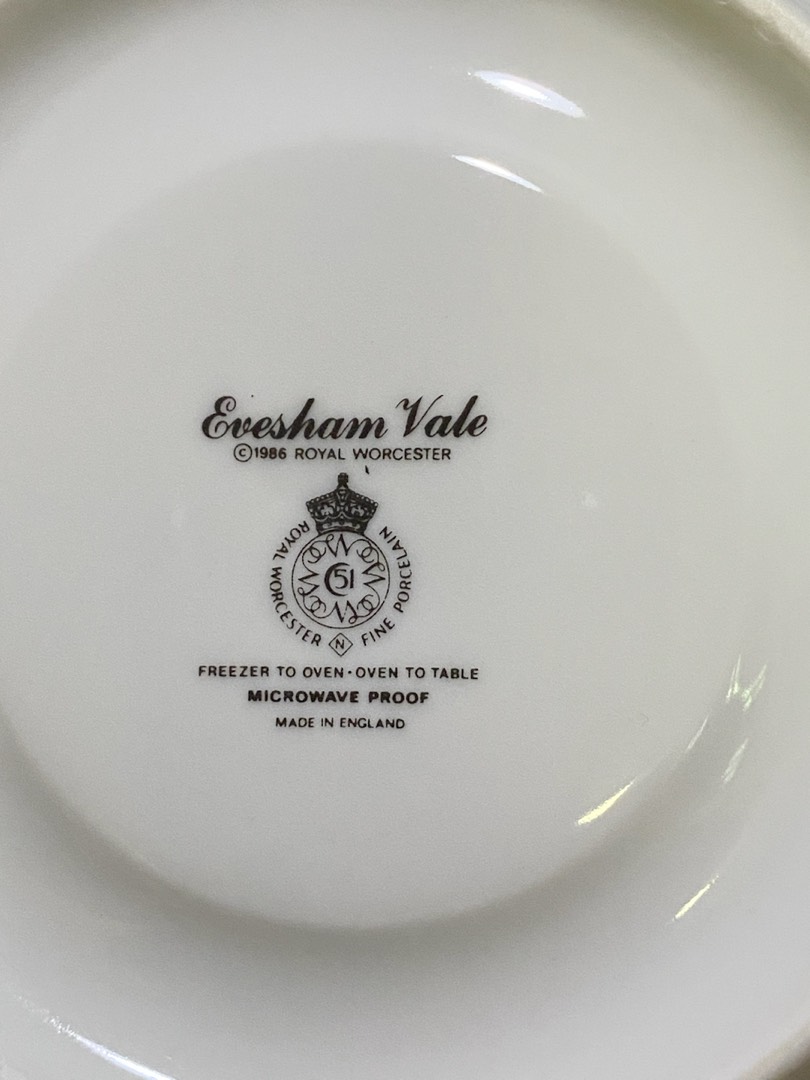 Evesham Vale
©1986 ROYAL WORCESTER
ROYAL WORCESTER N FINE PORCELAIN
51
FREEZER TO OVEN · OVEN TO TABLE
MICROWAVE PROOF
MADE IN ENGLAND